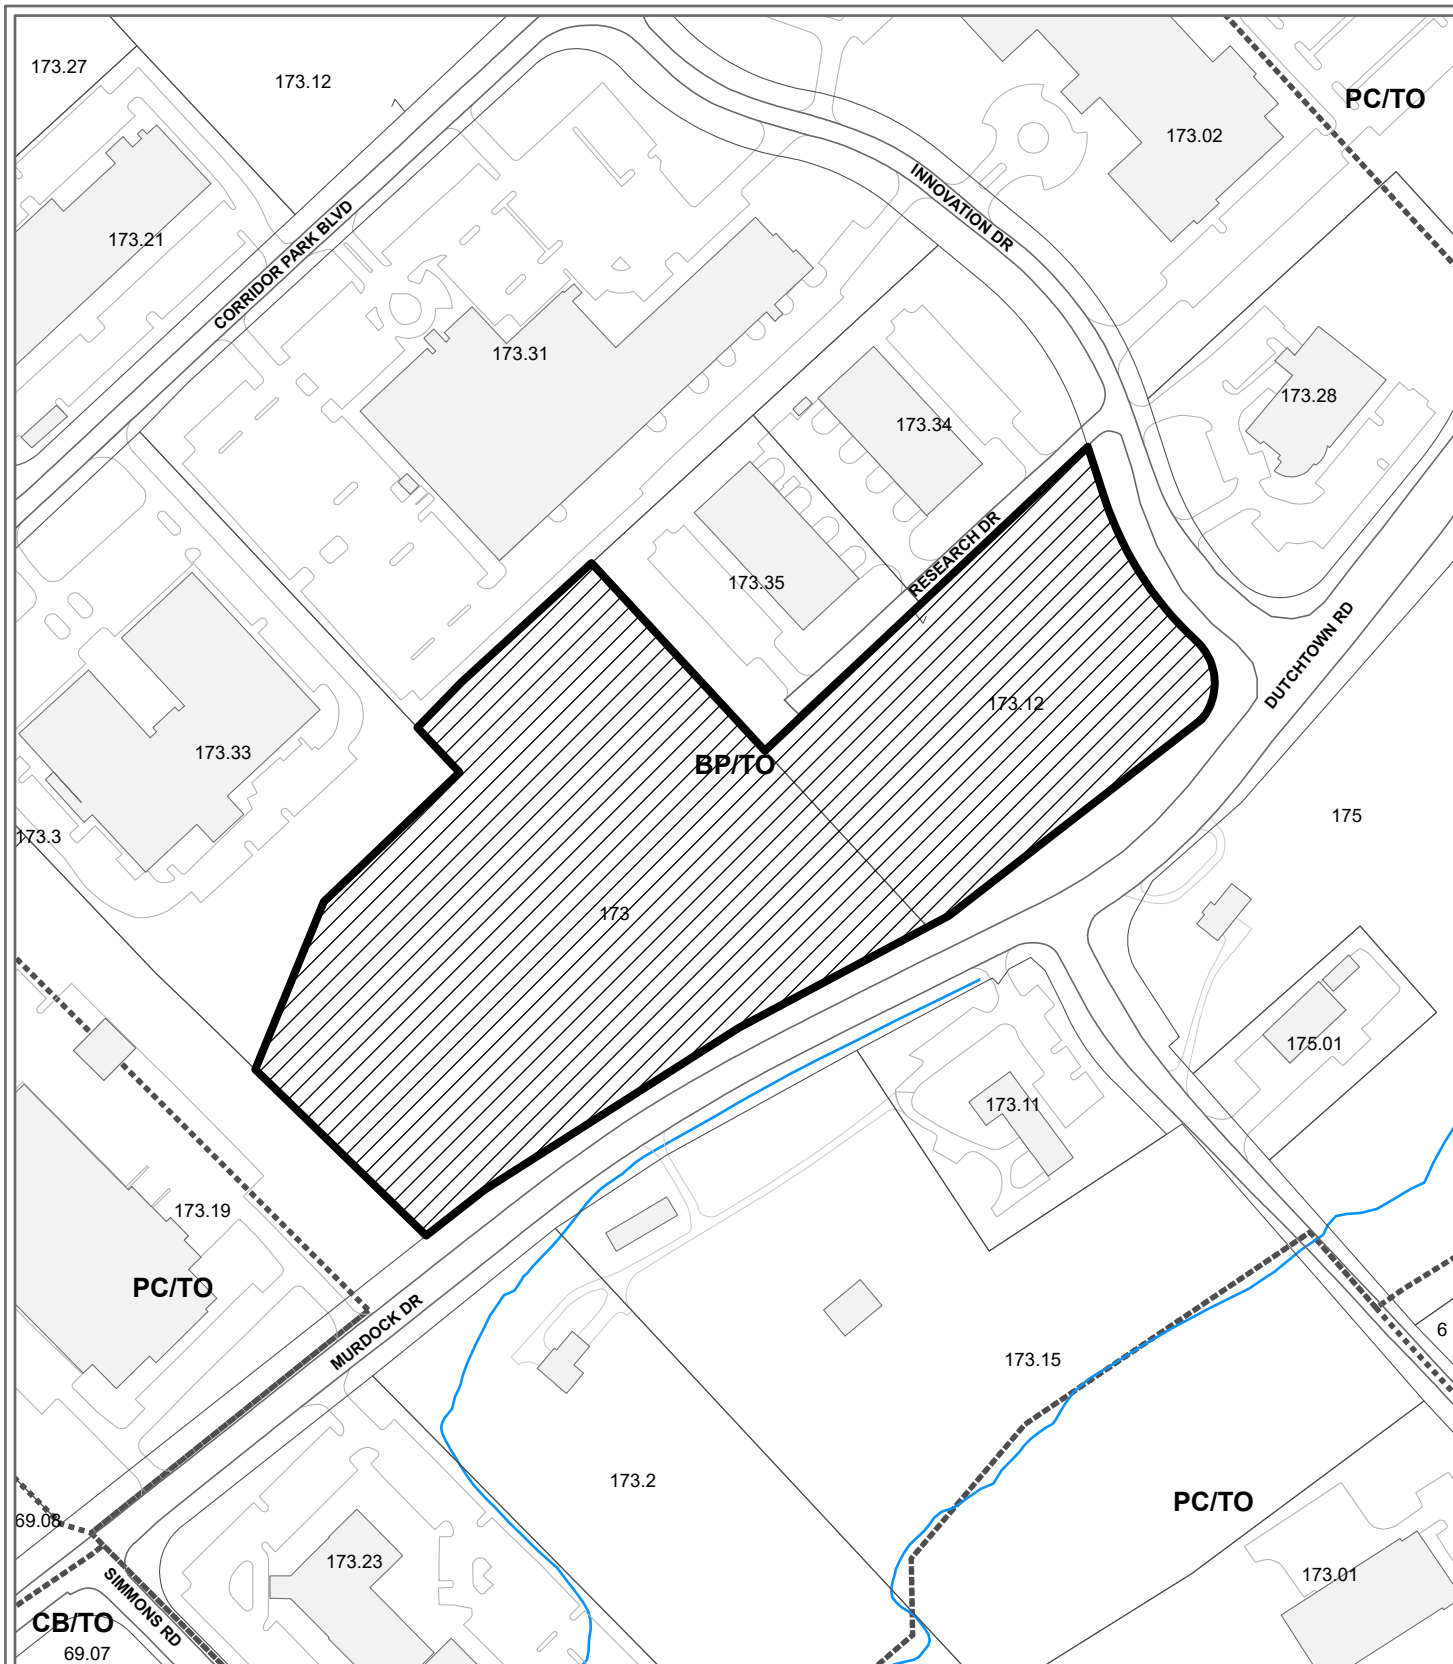 173.27
173.12
PC/TO
173.02
INNOVATION DR
173.21
CORRIDOR PARK BLVD
173.31
173.28
173.34
RESEARCH DR
173.35
DUTCHTOWN RD
173.12
173.33
BP/TO
175
173.3
173
175.01
173.11
173.19
PC/TO
MURDOCK DR
6
173.15
173.2
PC/TO
69.08
173.23
173.01
SIMMONS RD
CB/TO
69.07